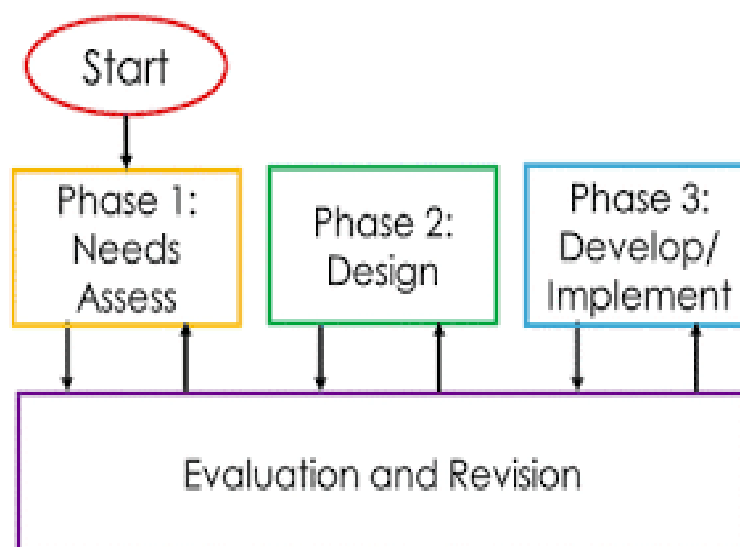 Start
Phase 1:
Needs
Assess
Phase 2:
Design
Phase 3:
Develop/
Implement
Evaluation and Revision